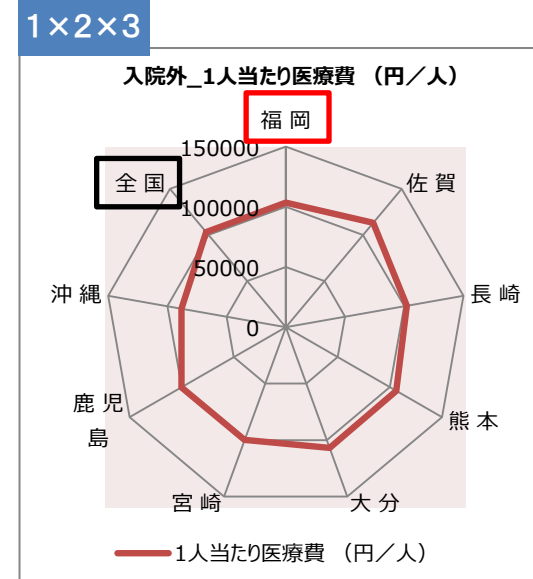 1×2×3
入院外_1人当たり医療費 （円／人）
福 岡
150000
全 国
佐 賀
100000
50000
沖 縄
長 崎
0
鹿 児
島
熊 本
宮 崎
大 分
1人当たり医療費 （円／人）